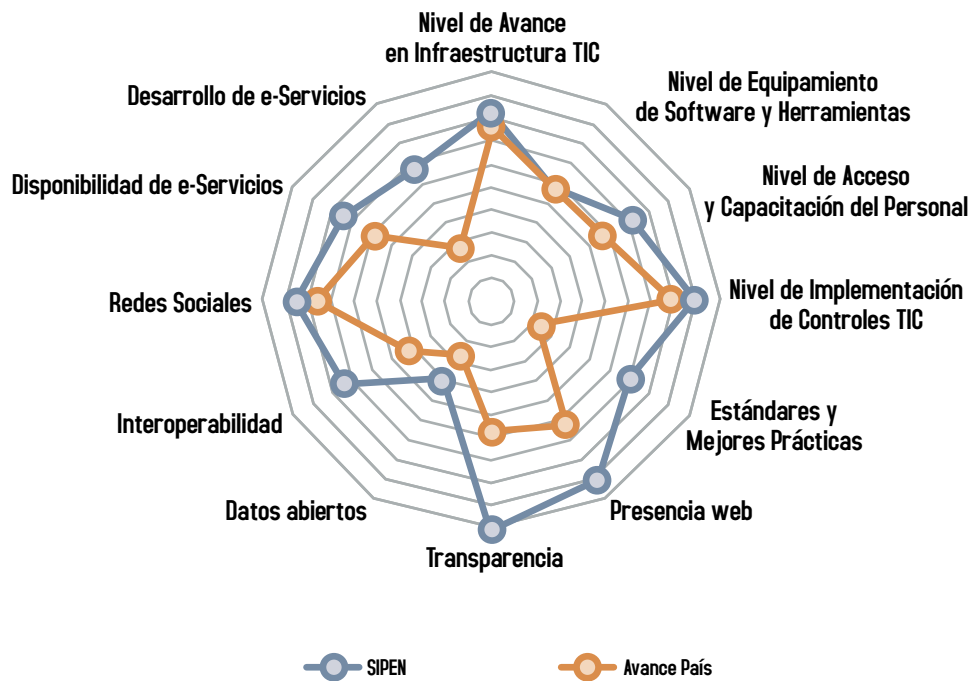 Nivel de Avance
en Infraestructura TIC
Nivel de Equipamiento
de Software y Herramientas
Nivel de Acceso
y Capacitación del Personal
Nivel de Implementación
de Controles TIC
Estándares y
Mejores Prácticas
Presencia web
Transparencia
Datos abiertos
Interoperabilidad
Redes Sociales
Disponibilidad de e-Servicios
Desarrollo de e-Servicios
SIPEN
Avance País